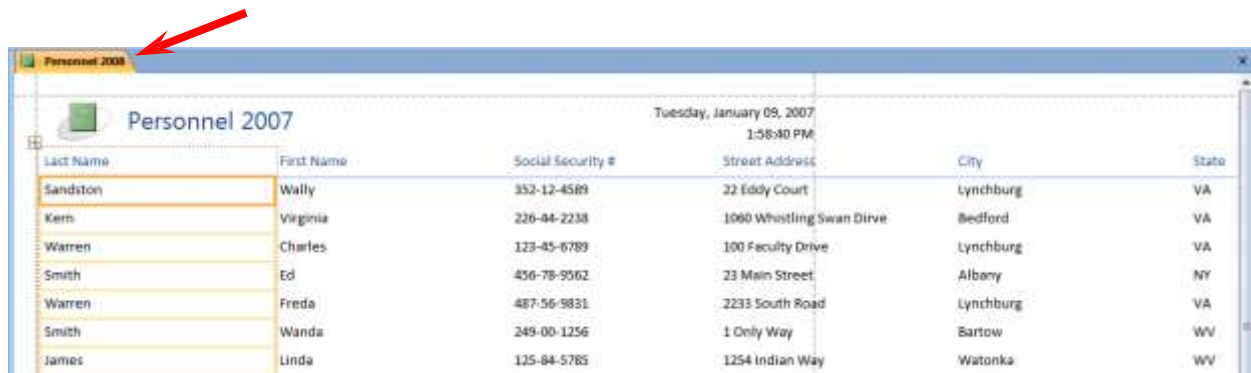 Personnel 2008
Personnel 2007
Tuesday, January 09, 2007
1:58:40 PM
Last Name First Name Social Security # Street Address City State
Sandston Wally 352-12-4589 22 Eddy Court Lynchburg VA
Kern Virginia 226-44-2238 1060 Whistling Swan Dirve Bedford VA
Warren Charles 123-45-6789 100 Faculty Drive Lynchburg VA
Smith Ed 456-78-9562 23 Main Street Albany NY
Warren Freda 487-56-9831 2233 South Road Lynchburg VA
Smith Wanda 249-00-1256 1 Only Way Bartow WV
James Linda 125-84-5785 1254 Indian Way Watonka WV